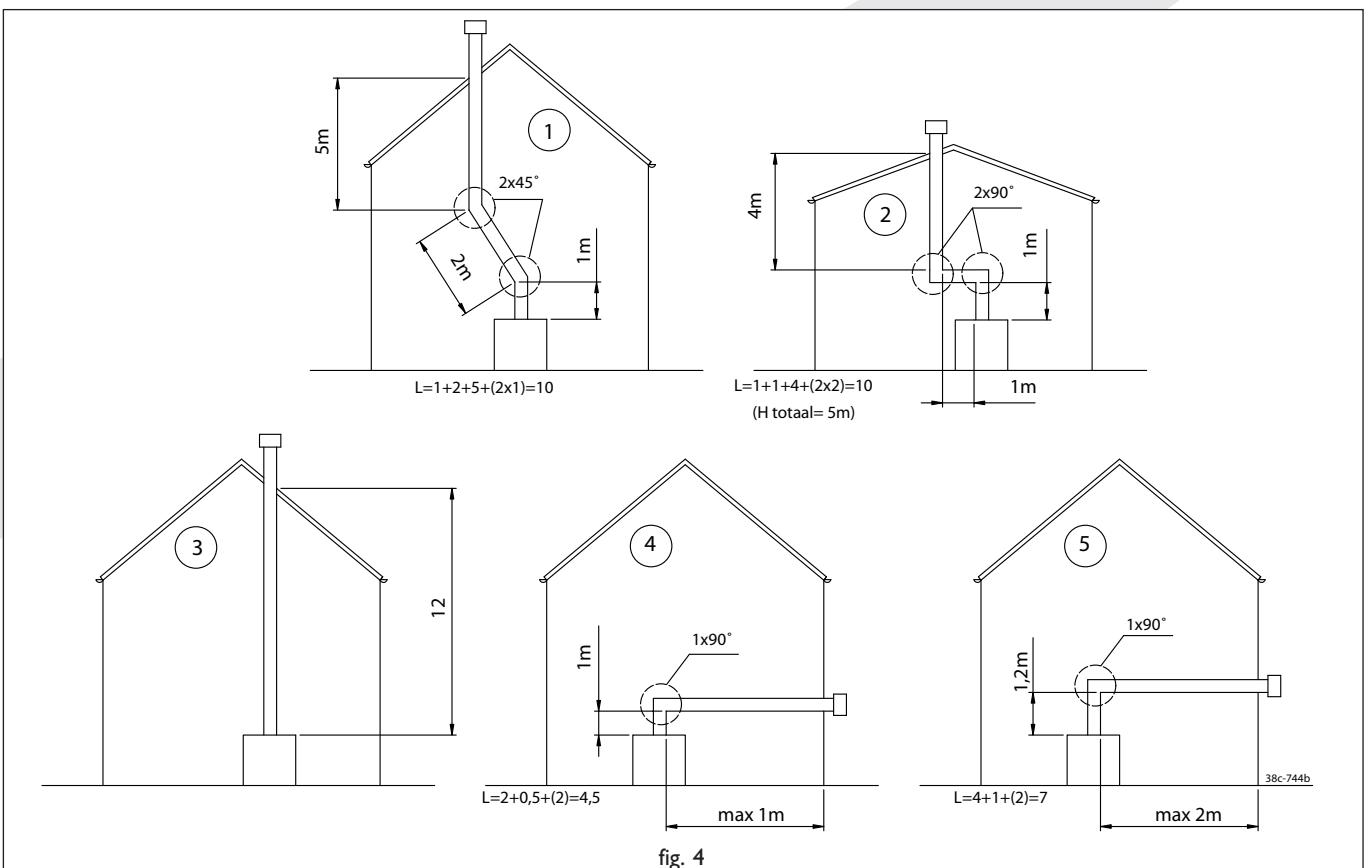 1
5m
2x45°
2m
1m
L=1+2+5+(2x1)=10
2
4m
2x90°
1m
L=1+1+4+(2x2)=10
(H totaal= 5m)
1m
3
12
4
1m
1x90°
L=2+0,5+(2)=4,5
max 1m
5
1,2m
1x90°
L=4+1+(2)=7
max 2m
38c-744b
fig. 4